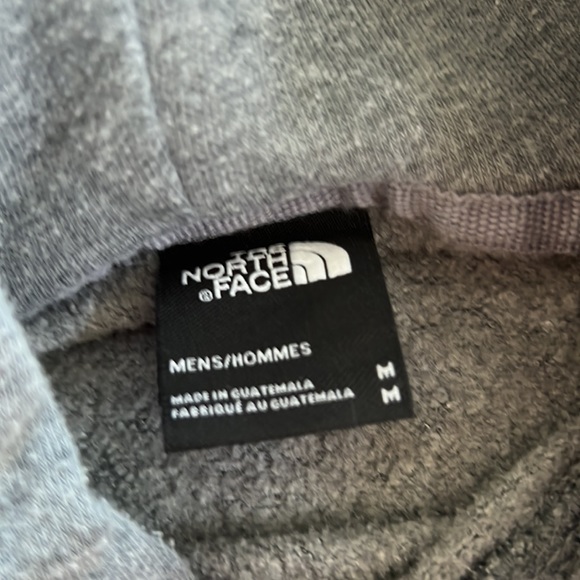 THE
NORTH
®FACE
MENS/HOMMES
MADE IN GUATEMALA
FABRIQUÉ AU GUATEMALA
M
M